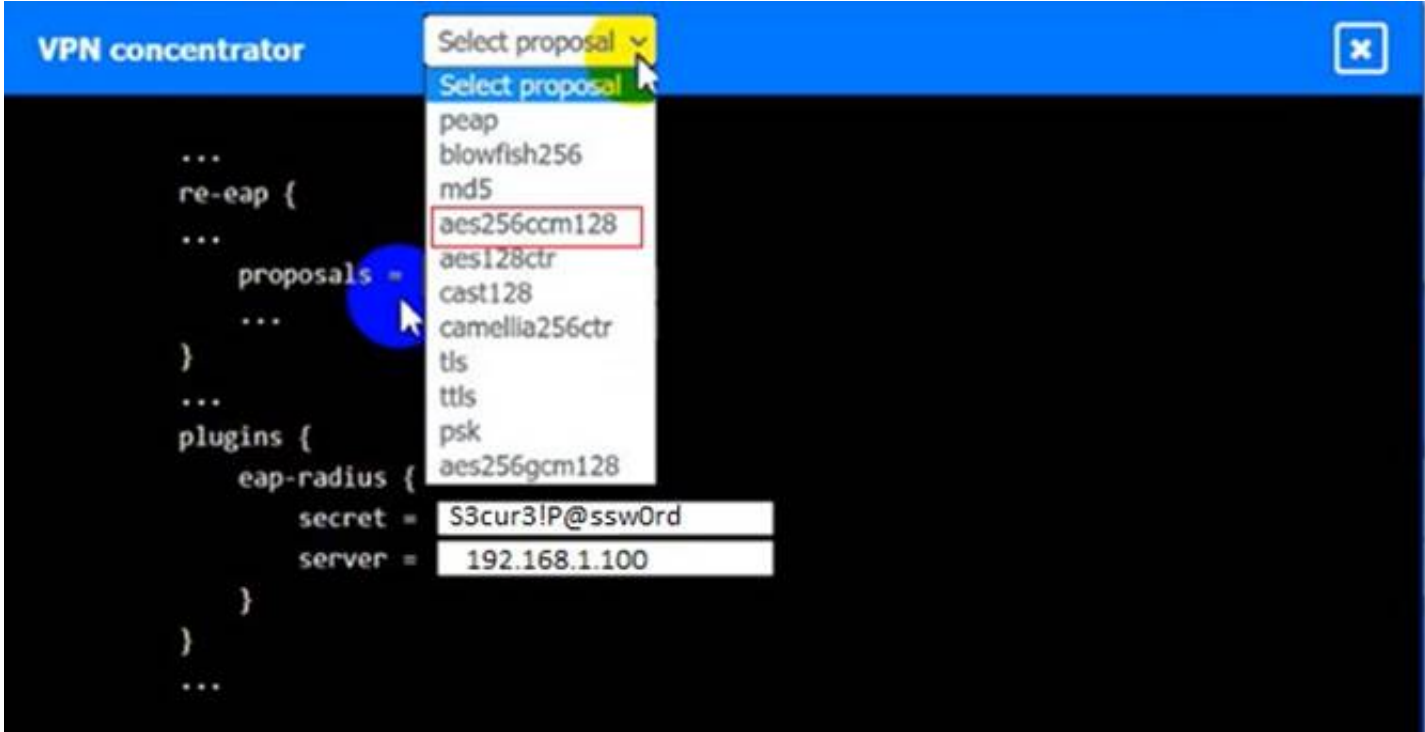 VPN concentrator
Select proposal
Select proposal
peap
blowfish256
md5
aes256ccm128
aes128ctr
cast128
camellia256ctr
tls
ttls
psk
aes256gcm128
...
re-eap {
...
proposals =
...
}
...
plugins {
eap-radius {
secret = S3cur3!P@ssw0rd
server = 192.168.1.100
}
}
...